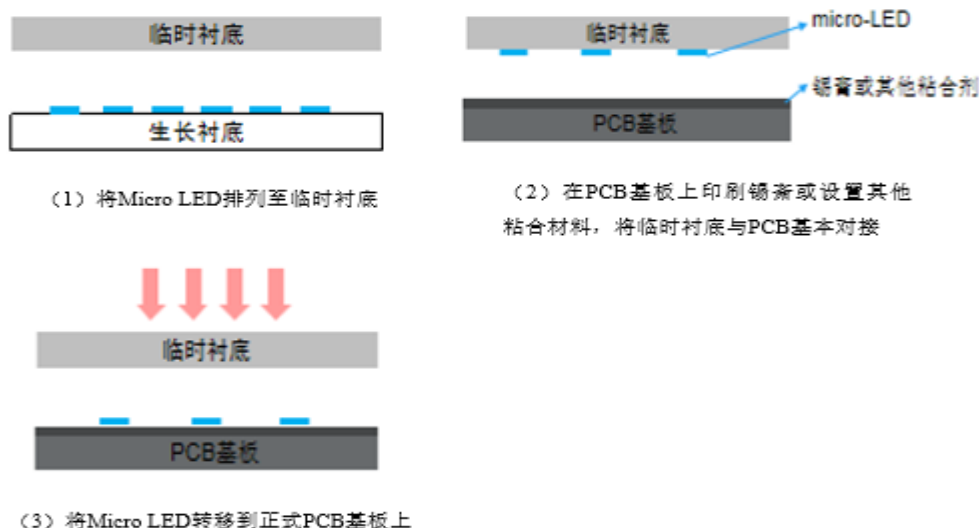 临时衬底
生长衬底
(1)将Micro LED排列至临时衬底
临时衬底
micro-LED
锡膏或其他粘合剂
PCB基板
(2)在PCB基板上印刷锡斋或设置其他
粘合材料,将临时衬底与PCB基本对接
临时衬底
PCB基板
(3)将Micro LED转移到正式PCB基板上